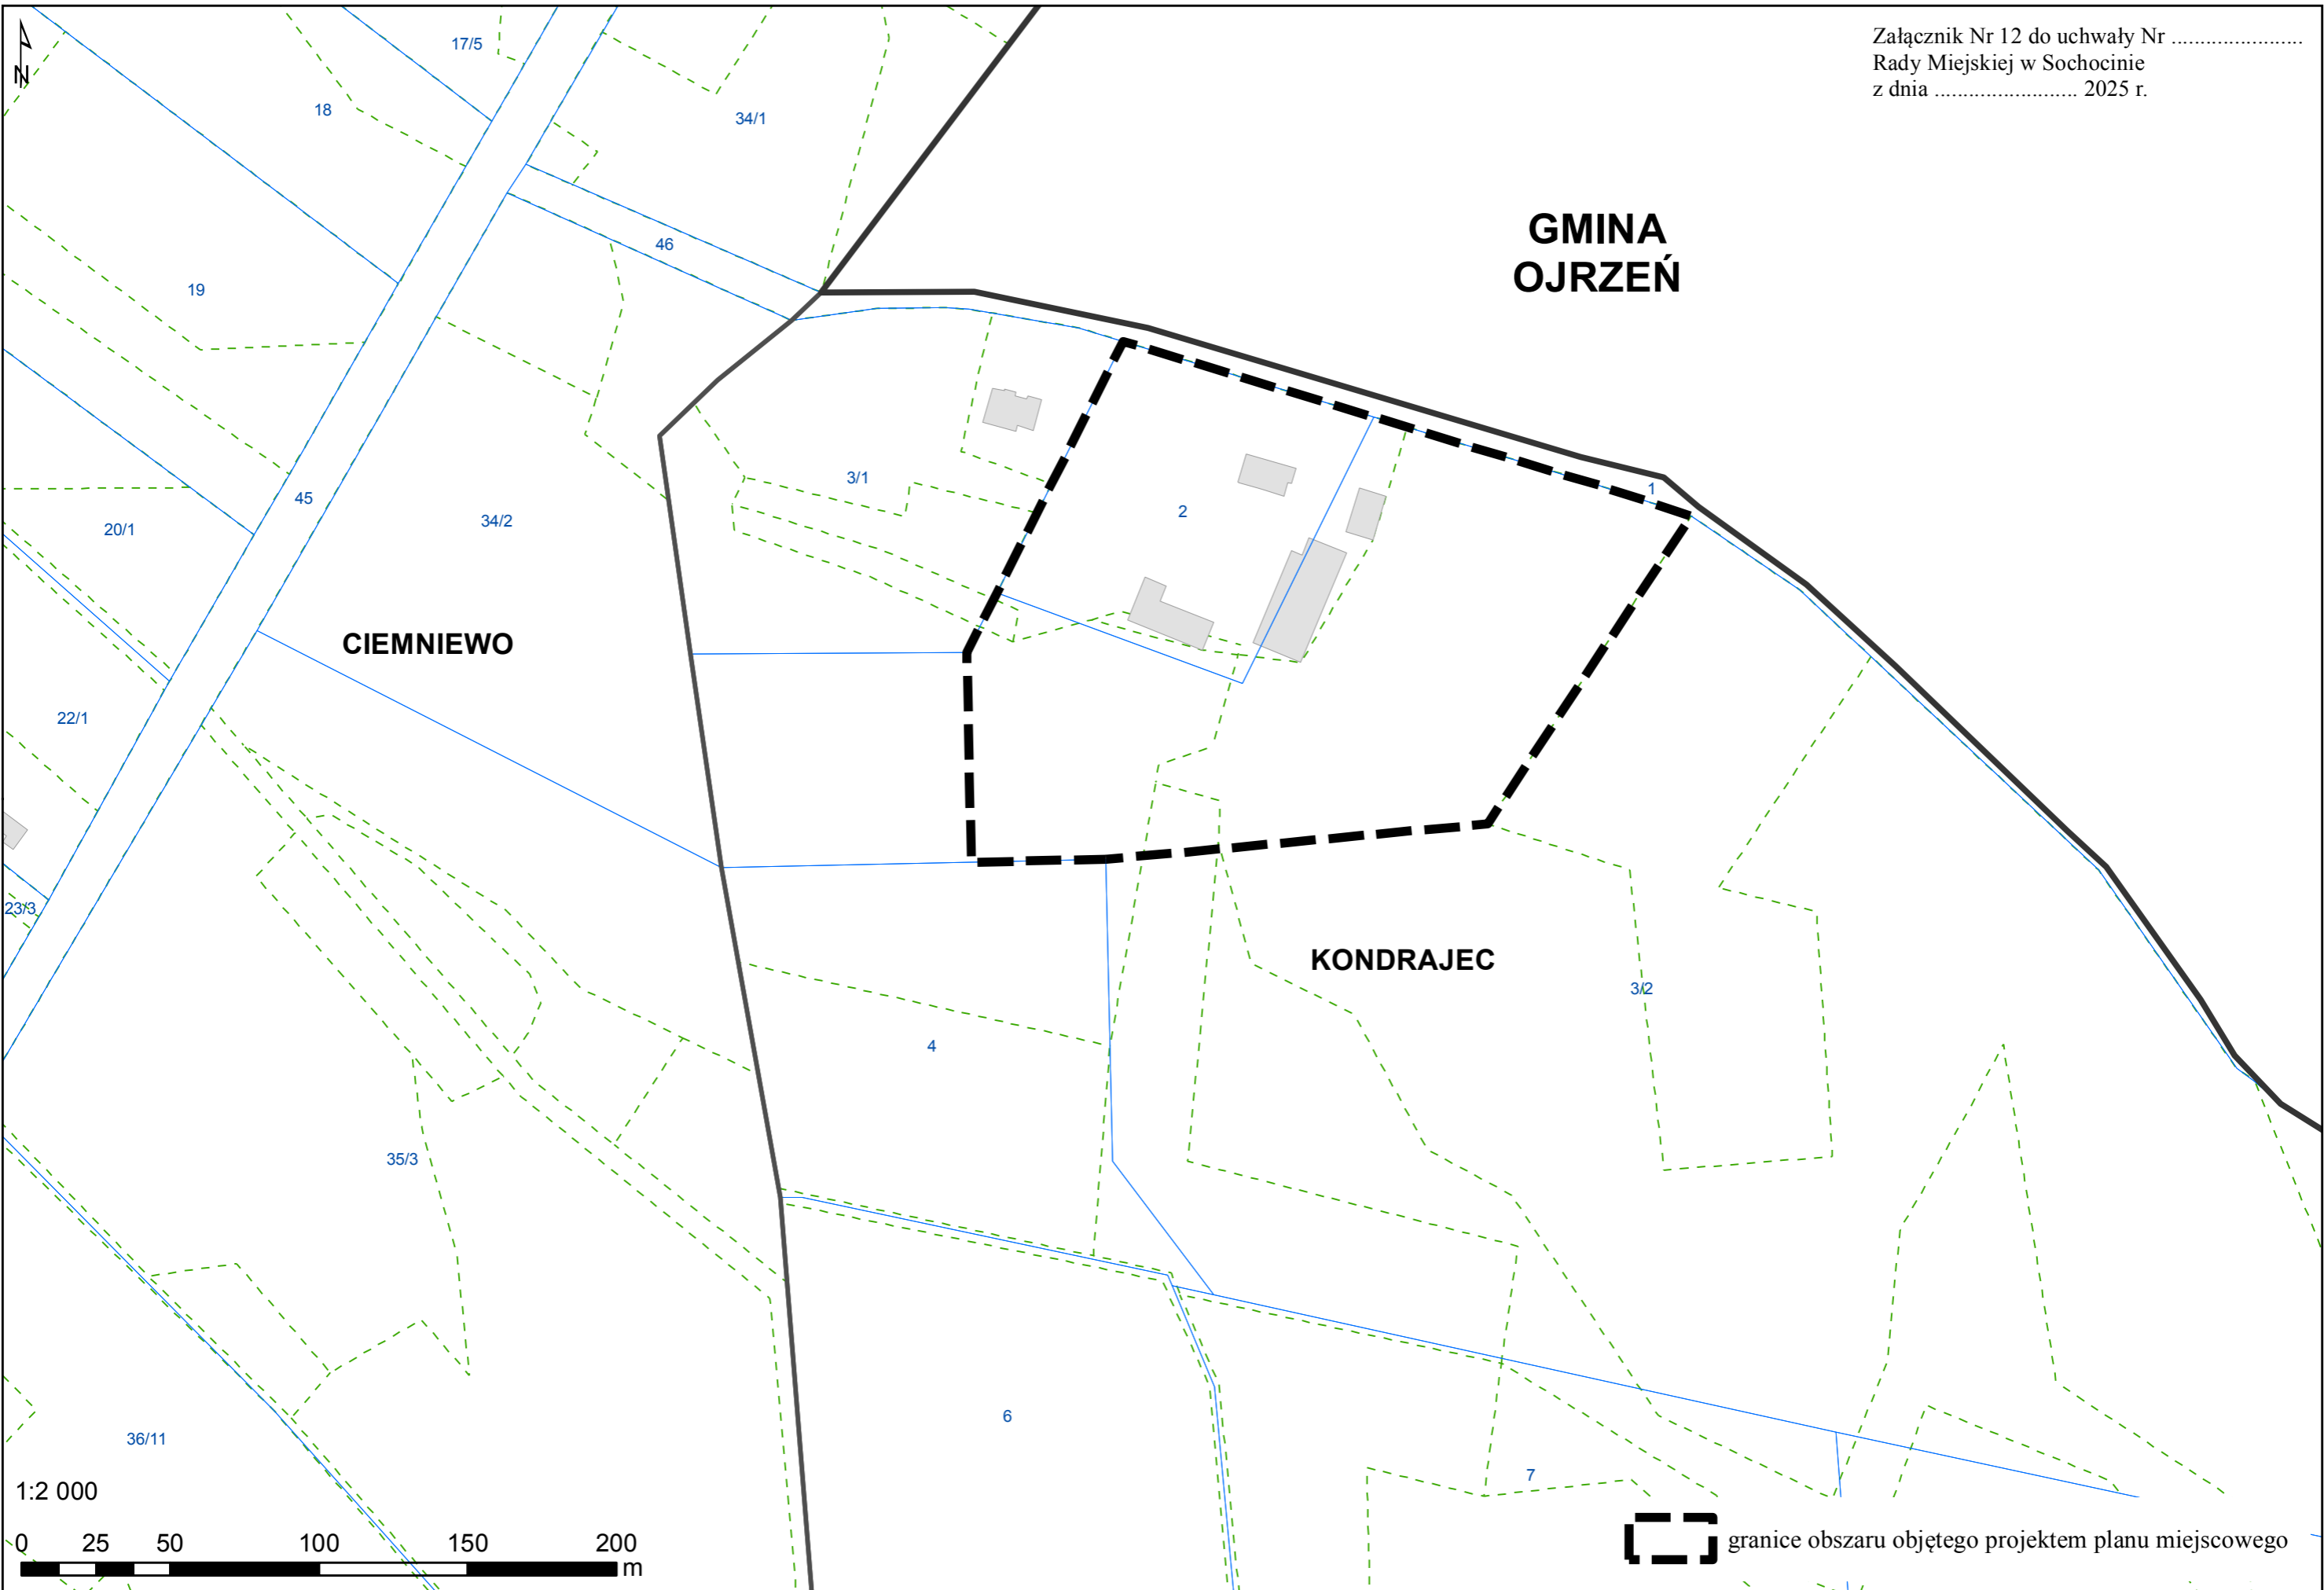 Załącznik Nr 12 do uchwały Nr .......................
Rady Miejskiej w Sochocinie
z dnia ......................... 2025 r.
N
17/5
18
34/1
GMINA
OJRZEŃ
46
19
3/1
1
45
2
20/1
34/2
CIEMNIEWO
22/1
23/3
KONDRAJEC
3/2
4
35/3
6
36/11
7
1:2 000
0 25 50 100 150 200
m
granice obszaru objętego projektem planu miejscowego